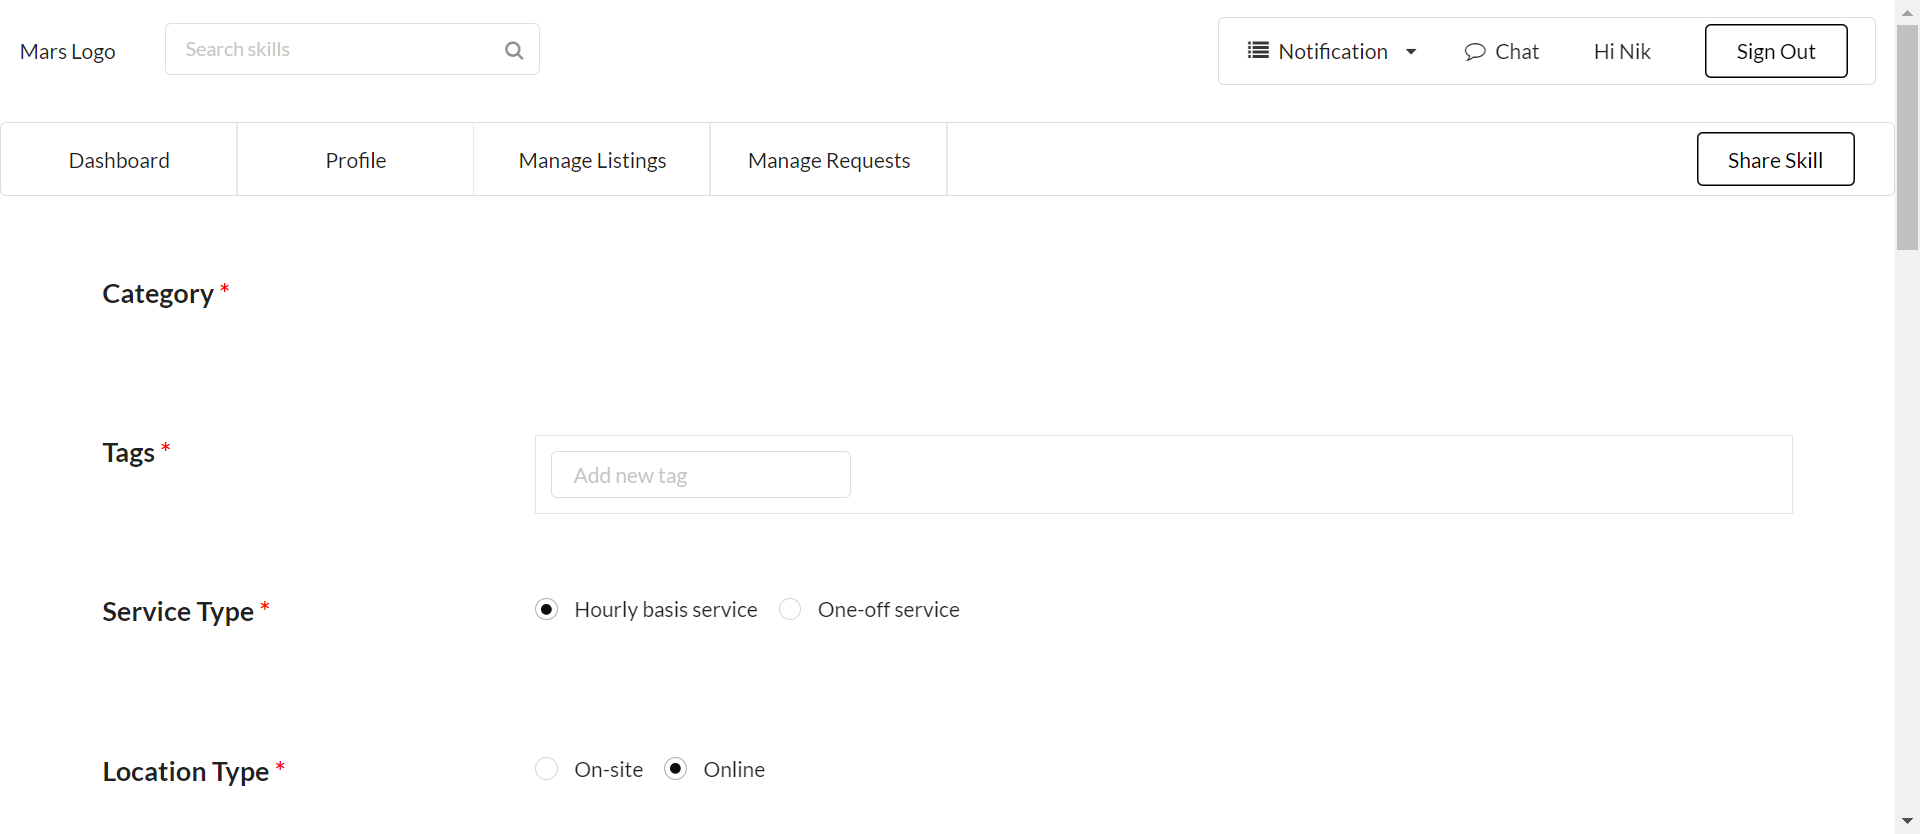 Mars Logo
Search skills
Notification
Chat
Hi Nik
Sign Out
Dashboard
Profile
Manage Listings
Manage Requests
Share Skill
Category *
Tags *
Add new tag
Service Type *
Hourly basis service
One-off service
Location Type *
On-site
Online